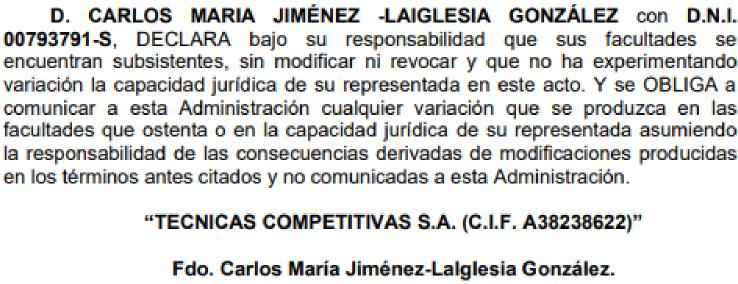 D. CARLOS MARIA JIMÉNEZ -LAIGLESIA GONZÁLEZ con D.N.I.
00793791-S, DECLARA bajo su responsabilidad que sus facultades se
encuentran subsistentes, sin modificar ni revocar y que no ha experimentando
variación la capacidad jurídica de su representada en este acto. Y se OBLIGA a
comunicar a esta Administración cualquier variación que se produzca en las
facultades que ostenta o en la capacidad jurídica de su representada asumiendo
la responsabilidad de las consecuencias derivadas de modificaciones producidas
en los términos antes citados y no comunicadas a esta Administración.
“TECNICAS COMPETITIVAS S.A. (C.I.F. A38238622)”
Fdo. Carlos María Jiménez-LaIglesia González.